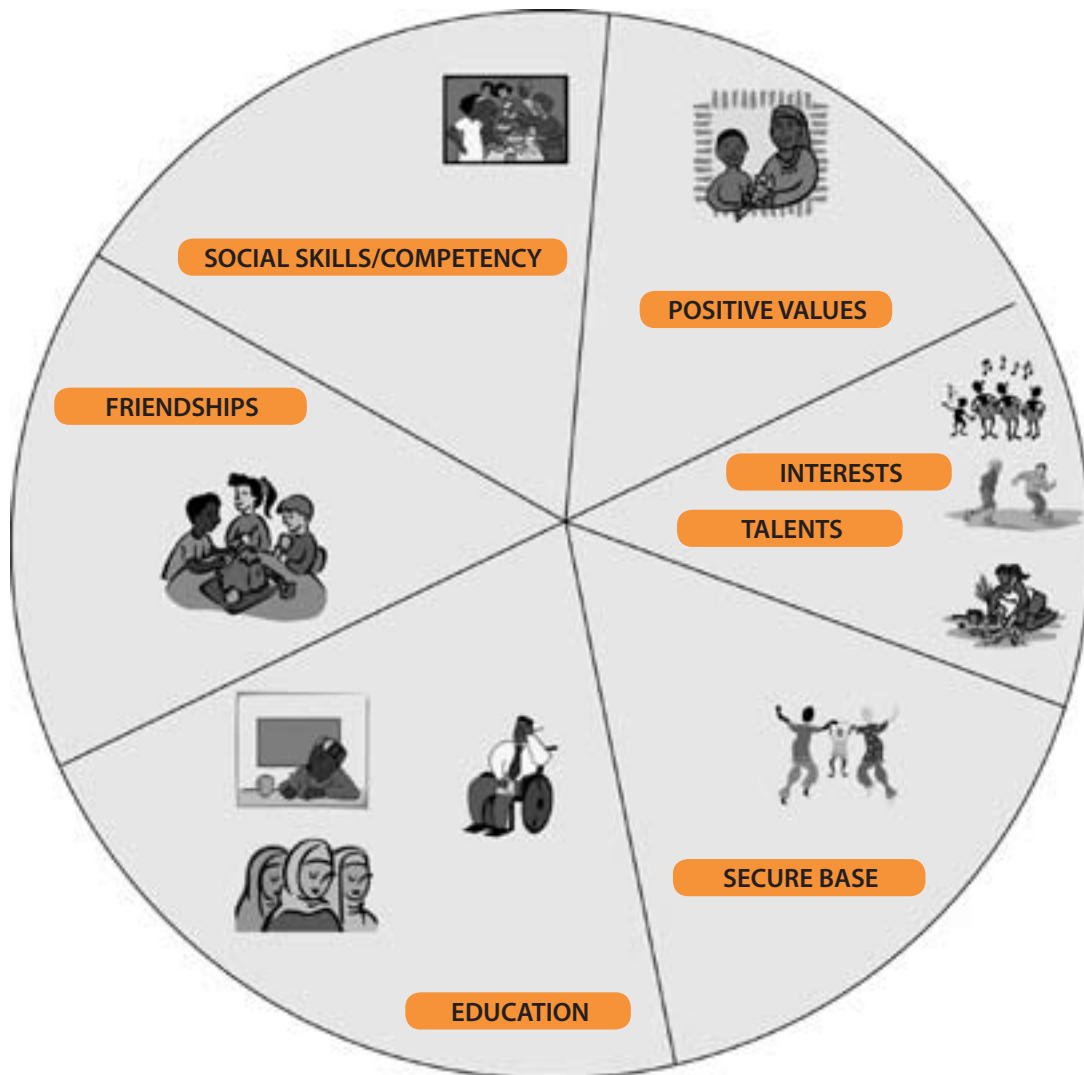 SOCIAL SKILLS/COMPETENCY
POSITIVE VALUES
FRIENDSHIPS
INTERESTS
TALENTS
SECURE BASE
EDUCATION